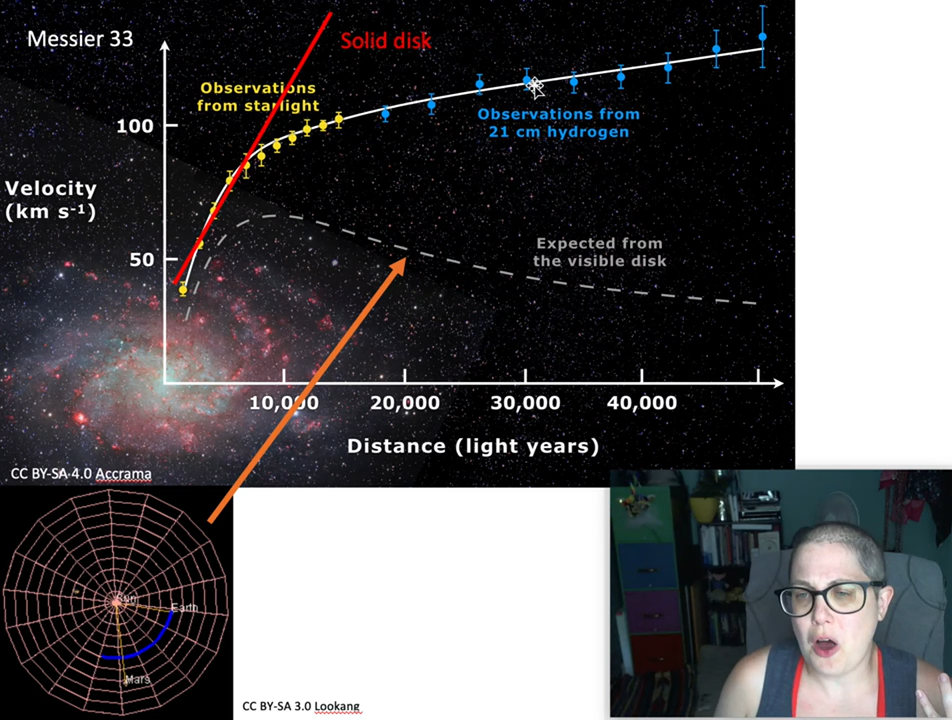 Messier 33
Solid disk
Observations
from starlight
100
Observations from
21 cm hydrogen
Velocity
(km s-1)
50
Expected from
the visible disk
10,000
20,000
30,000
40,000
Distance (light years)
CC BY-SA 4.0 Accrama
Sun
Earth
Mars
CC BY-SA 3.0 Lookang